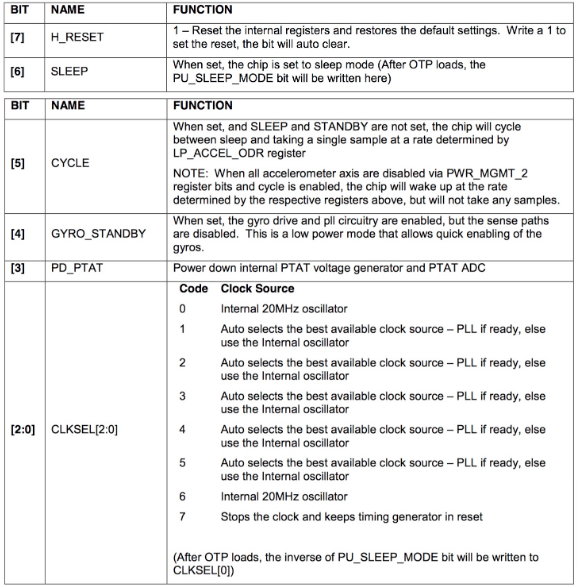 BIT NAME FUNCTION
[7] H_RESET 1 – Reset the internal registers and restores the default settings. Write a 1 to
set the reset, the bit will auto clear.
[6] SLEEP When set, the chip is set to sleep mode (After OTP loads, the
PU_SLEEP_MODE bit will be written here)
BIT NAME FUNCTION
[5] CYCLE When set, and SLEEP and STANDBY are not set, the chip will cycle
between sleep and taking a single sample at a rate determined by
LP_ACCEL_ODR register
NOTE: When all accelerometer axis are disabled via PWR_MGMT_2
register bits and cycle is enabled, the chip will wake up at the rate
determined by the respective registers above, but will not take any samples.
[4] GYRO_STANDBY When set, the gyro drive and pll circuitry are enabled, but the sense paths
are disabled. This is a low power mode that allows quick enabling of the
gyros.
[3] PD_PTAT Power down internal PTAT voltage generator and PTAT ADC
[2:0] CLKSEL[2:0] Code Clock Source
0 Internal 20MHz oscillator
1 Auto selects the best available clock source – PLL if ready, else
use the Internal oscillator
2 Auto selects the best available clock source – PLL if ready, else
use the Internal oscillator
3 Auto selects the best available clock source – PLL if ready, else
use the Internal oscillator
4 Auto selects the best available clock source – PLL if ready, else
use the Internal oscillator
5 Auto selects the best available clock source – PLL if ready, else
use the Internal oscillator
6 Internal 20MHz oscillator
7 Stops the clock and keeps timing generator in reset
(After OTP loads, the inverse of PU_SLEEP_MODE bit will be written to
CLKSEL[0])